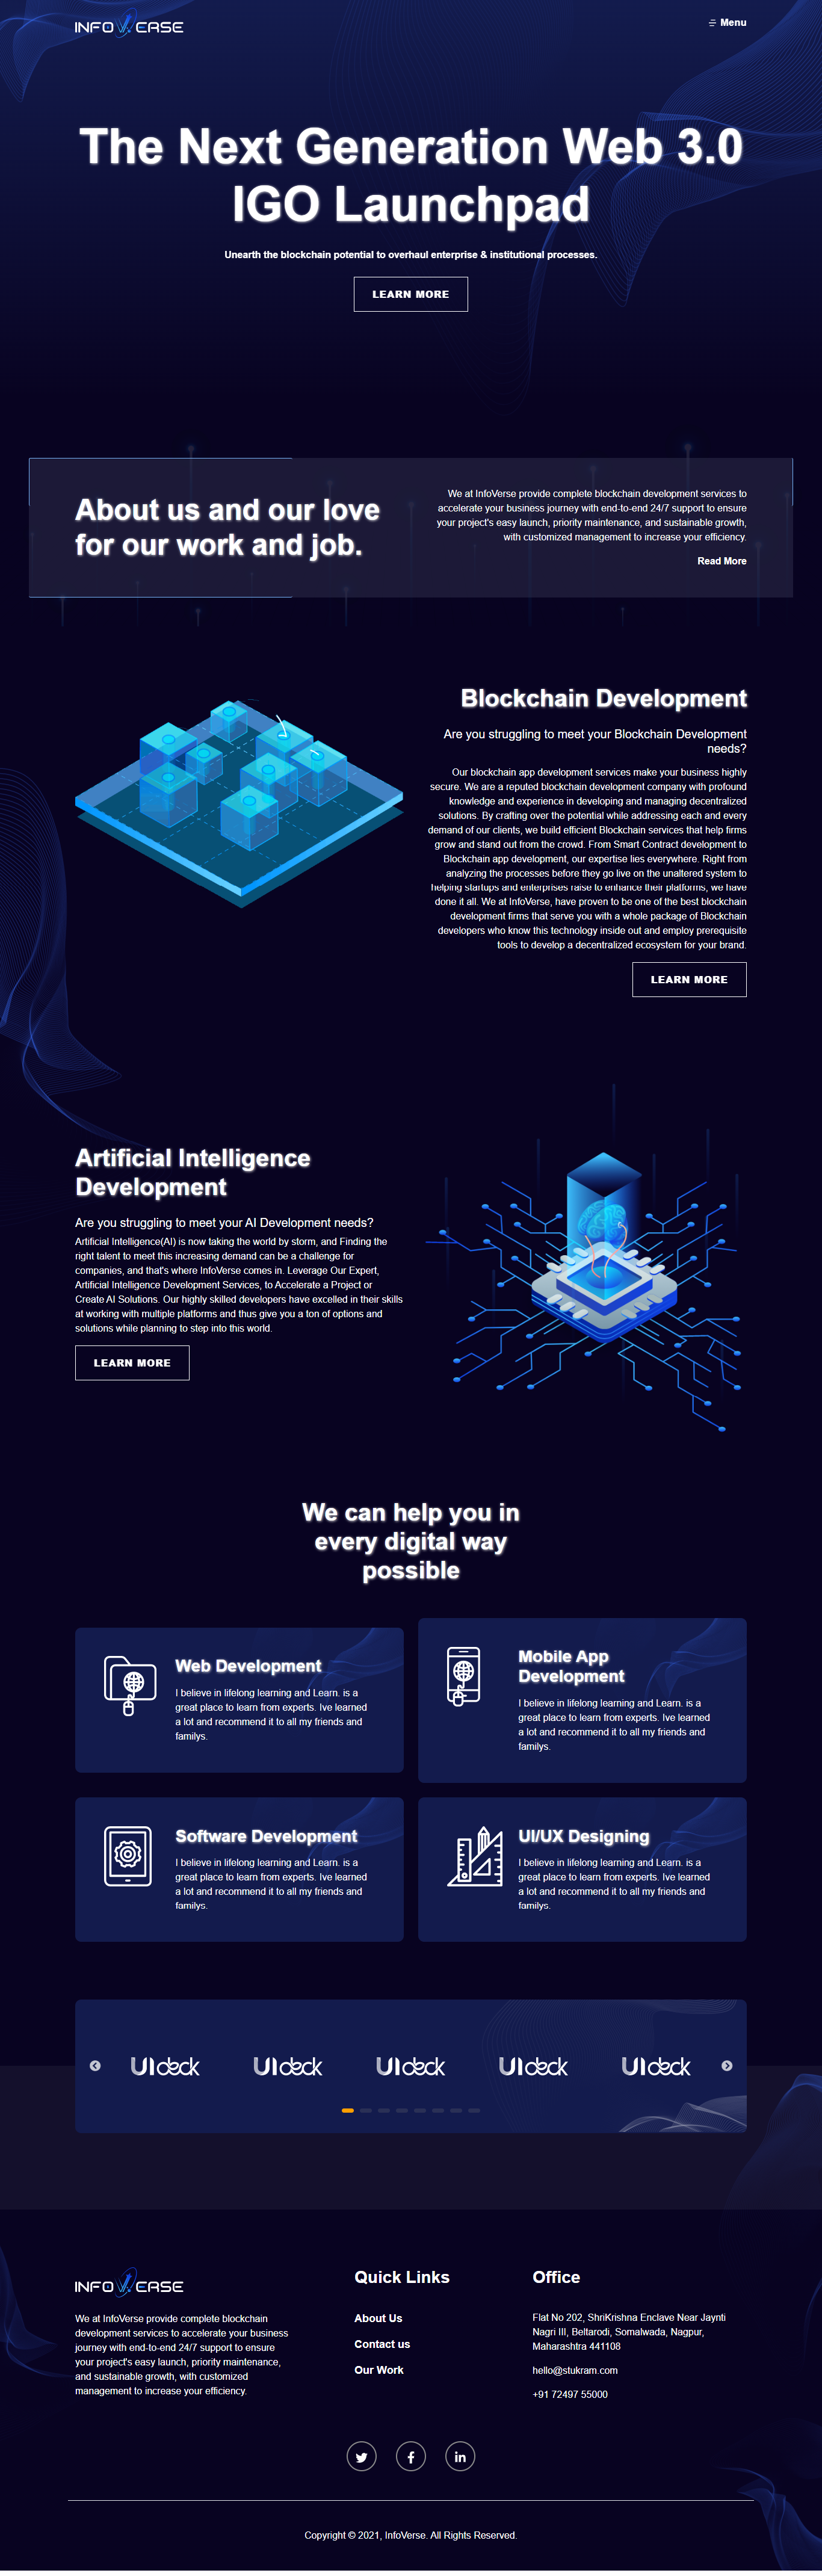 INFOVERSE
Menu
The Next Generation Web 3.0
IGO Launchpad
Unearth the blockchain potential to overhaul enterprise & institutional processes.
LEARN MORE
About us and our love
for our work and job.
We at InfoVerse provide complete blockchain development services to
accelerate your business journey with end-to-end 24/7 support to ensure
your project's easy launch, priority maintenance, and sustainable growth,
with customized management to increase your efficiency.
Read More
Blockchain Development
Are you struggling to meet your Blockchain Development
needs?
Our blockchain app development services make your business highly
secure. We are a reputed blockchain development company with profound
knowledge and experience in developing and managing decentralized
solutions. By crafting over the potential while addressing each and every
demand of our clients, we build efficient Blockchain services that help firms
grow and stand out from the crowd. From Smart Contract development to
Blockchain app development, our expertise lies everywhere. Right from
analyzing the processes before they go live on the unaltered system to
helping startups and enterprises raise to enhance their platforms, we have
done it all. We at InfoVerse, have proven to be one of the best blockchain
development firms that serve you with a whole package of Blockchain
developers who know this technology inside out and employ prerequisite
tools to develop a decentralized ecosystem for your brand.
LEARN MORE
Artificial Intelligence
Development
Are you struggling to meet your AI Development needs?
Artificial Intelligence(AI) is now taking the world by storm, and Finding the
right talent to meet this increasing demand can be a challenge for
companies, and that's where InfoVerse comes in. Leverage Our Expert,
Artificial Intelligence Development Services, to Accelerate a Project or
Create AI Solutions. Our highly skilled developers have excelled in their skills
at working with multiple platforms and thus give you a ton of options and
solutions while planning to step into this world.
LEARN MORE
We can help you in
every digital way
possible
Web Development
I believe in lifelong learning and Learn. is a
great place to learn from experts. Ive learned
a lot and recommend it to all my friends and
familys.
Mobile App
Development
I believe in lifelong learning and Learn. is a
great place to learn from experts. Ive learned
a lot and recommend it to all my friends and
familys.
Software Development
I believe in lifelong learning and Learn. is a
great place to learn from experts. Ive learned
a lot and recommend it to all my friends and
familys.
UI/UX Designing
I believe in lifelong learning and Learn. is a
great place to learn from experts. Ive learned
a lot and recommend it to all my friends and
familys.
UIdeck UIdeck UIdeck UIdeck UIdeck
INFOVERSE
We at InfoVerse provide complete blockchain
development services to accelerate your business
journey with end-to-end 24/7 support to ensure
your project's easy launch, priority maintenance,
and sustainable growth, with customized
management to increase your efficiency.
Quick Links
About Us
Contact us
Our Work
Office
Flat No 202, ShriKrishna Enclave Near Jaynti
Nagri III, Beltarodi, Somalwada, Nagpur,
Maharashtra 441108
hello@stukram.com
+91 72497 55000
Copyright © 2021, InfoVerse. All Rights Reserved.